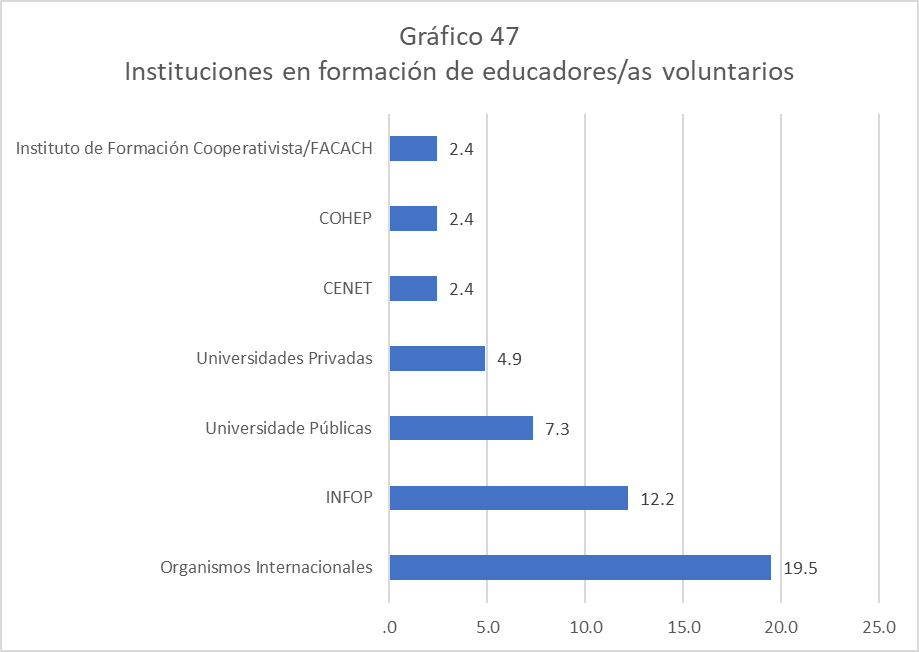 Gráfico 47
Instituciones en formación de educadores/as voluntarios
Instituto de Formación Cooperativista/FACACH 2.4
COHEP 2.4
CENET 2.4
Universidades Privadas 4.9
Universidade Públicas 7.3
INFOP 12.2
Organismos Internacionales 19.5
.0 5.0 10.0 15.0 20.0 25.0